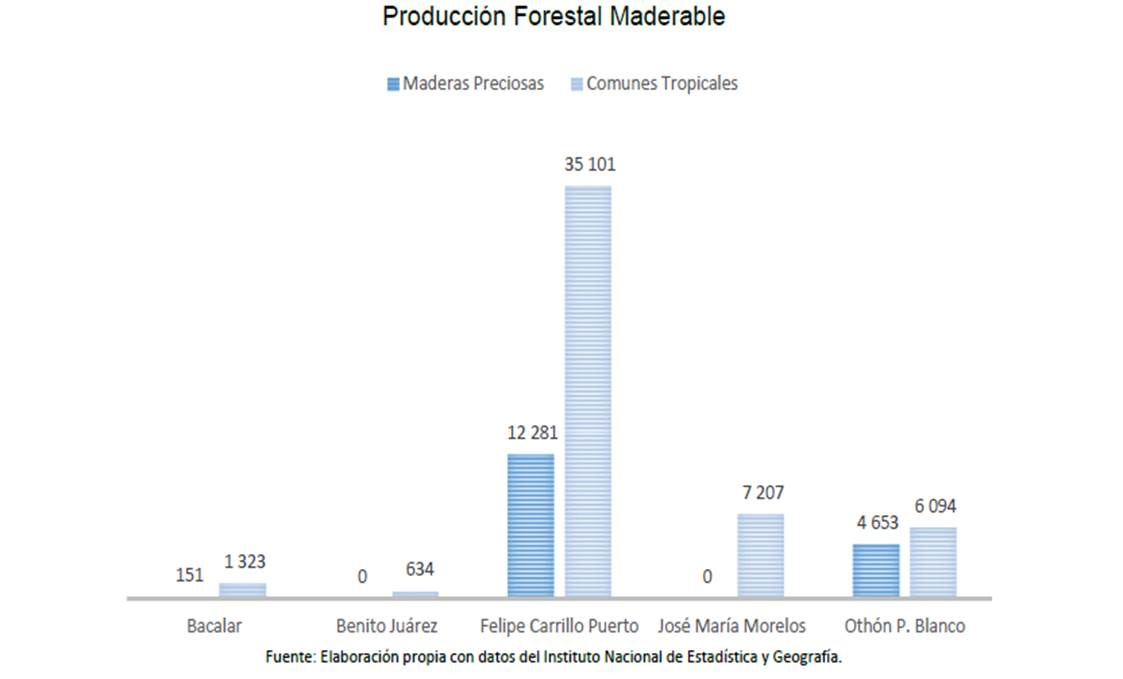 Producción Forestal Maderable
Maderas Preciosas Comunes Tropicales
35 101
12 281
7 207
6 094
4 653
1 323
634
151
0
0
Bacalar Benito Juárez Felipe Carrillo Puerto José María Morelos Othón P. Blanco
Fuente: Elaboración propia con datos del Instituto Nacional de Estadística y Geografía.